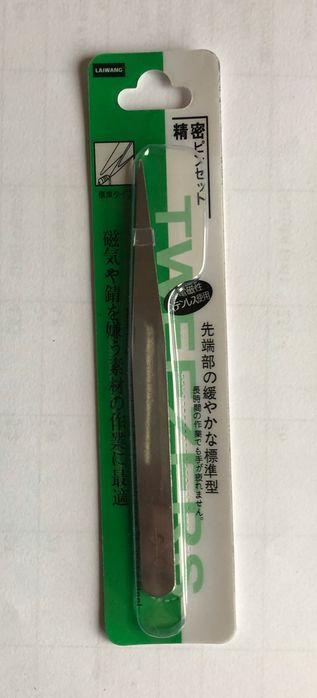 LAIWANG
精密ピンセット
標準タイプ
TWEEZERS
ステンレス使用
先端部の緩やかな標準型
長時間の作業でも手が疲れません。
磁気や錆を嫌う素材の作業に最適